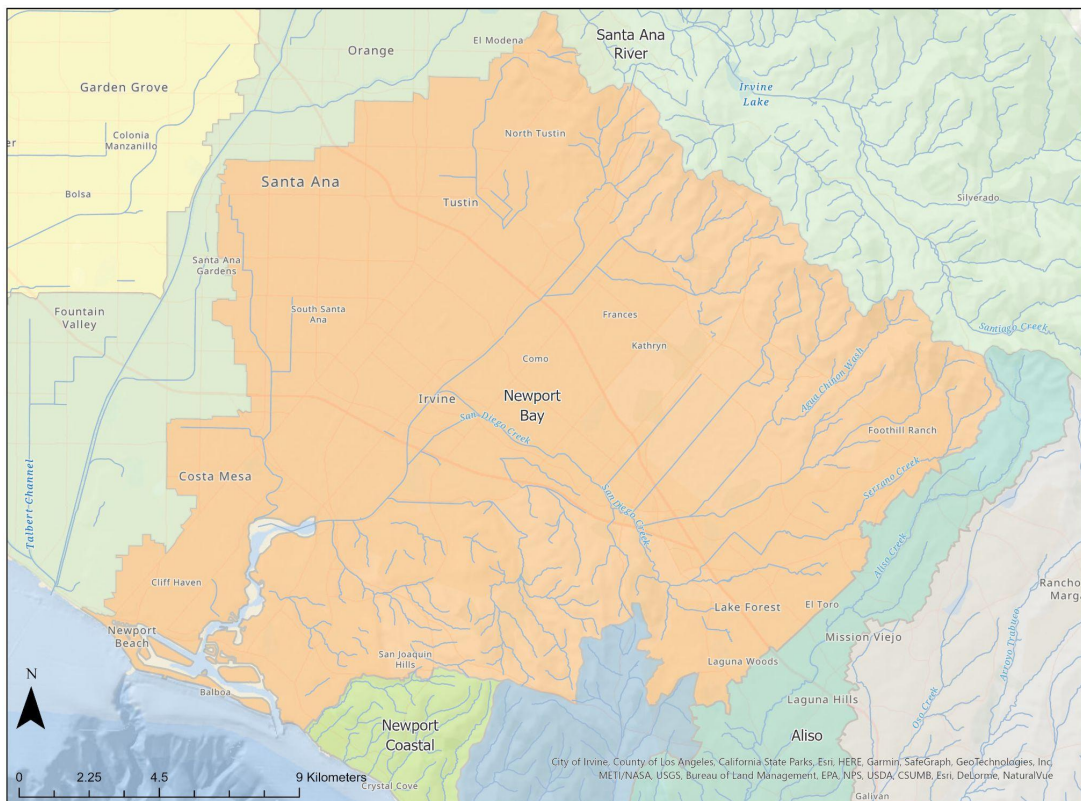 Santa Ana
River
Orange
El Modena
Garden Grove
Irvine
Lake
Colonia
Manzanillo
North Tustin
er
Bolsa
Santa Ana
Tustin
Silverado
Santa Ana
Gardens
Fountain
Valley
South Santa
Ana
Frances
Santiago Creek
Kathryn
Como
Agua Chinon Wash
Irvine
Newport
Bay
San Diego Creek
Foothill Ranch
Costa Mesa
Serrano Creek
San Diego Creek
Talbert Channel
Aliso Creek
Cliff Haven
Rancho
Marga
Lake Forest
El Toro
Newport
Beach
Mission Viejo
Arroyo Trabuco
San Joaquin
Hills
Laguna Woods
N
Balboa
Laguna Hills
Oso Creek
Newport
Coastal
Aliso
City of Irvine, County of Los Angeles, California State Parks, Esri, HERE, Garmin, SafeGraph, GeoTechnologies, Inc,
METI/NASA, USGS, Bureau of Land Management, EPA, NPS, USDA, CSUMB, Esri, DeLorme, NaturalVue
0 2.25 4.5 9 Kilometers
Crystal Cove
Galivan